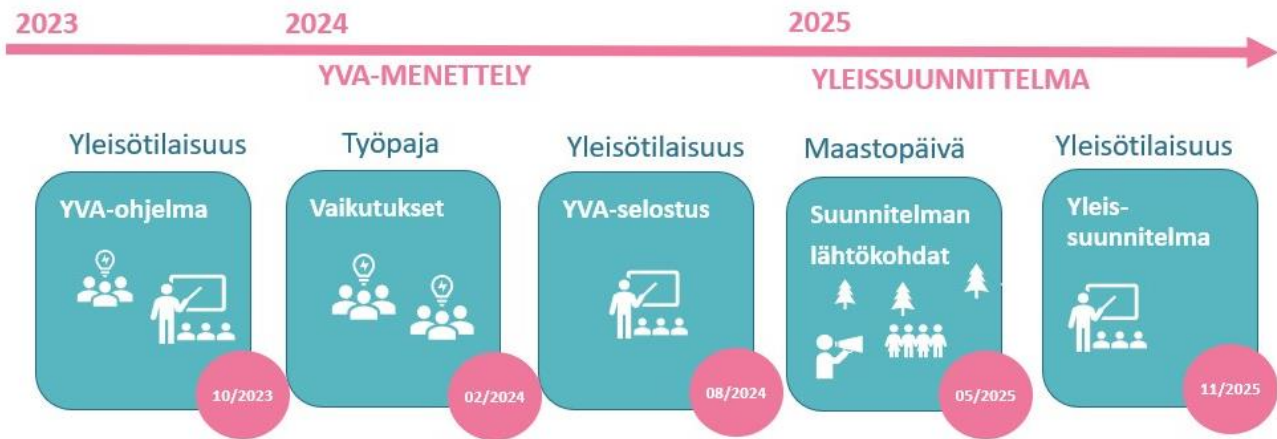 2023
2024
2025
YVA-MENETTELY
YLEISSUUNNITTELMA
Yleisötilaisuus
YVA-ohjelma
10/2023
Työpaja
Vaikutukset
02/2024
Yleisötilaisuus
YVA-selostus
08/2024
Maastopäivä
Suunnitelman
lähtökohdat
05/2025
Yleisötilaisuus
Yleis-
suunnitelma
11/2025